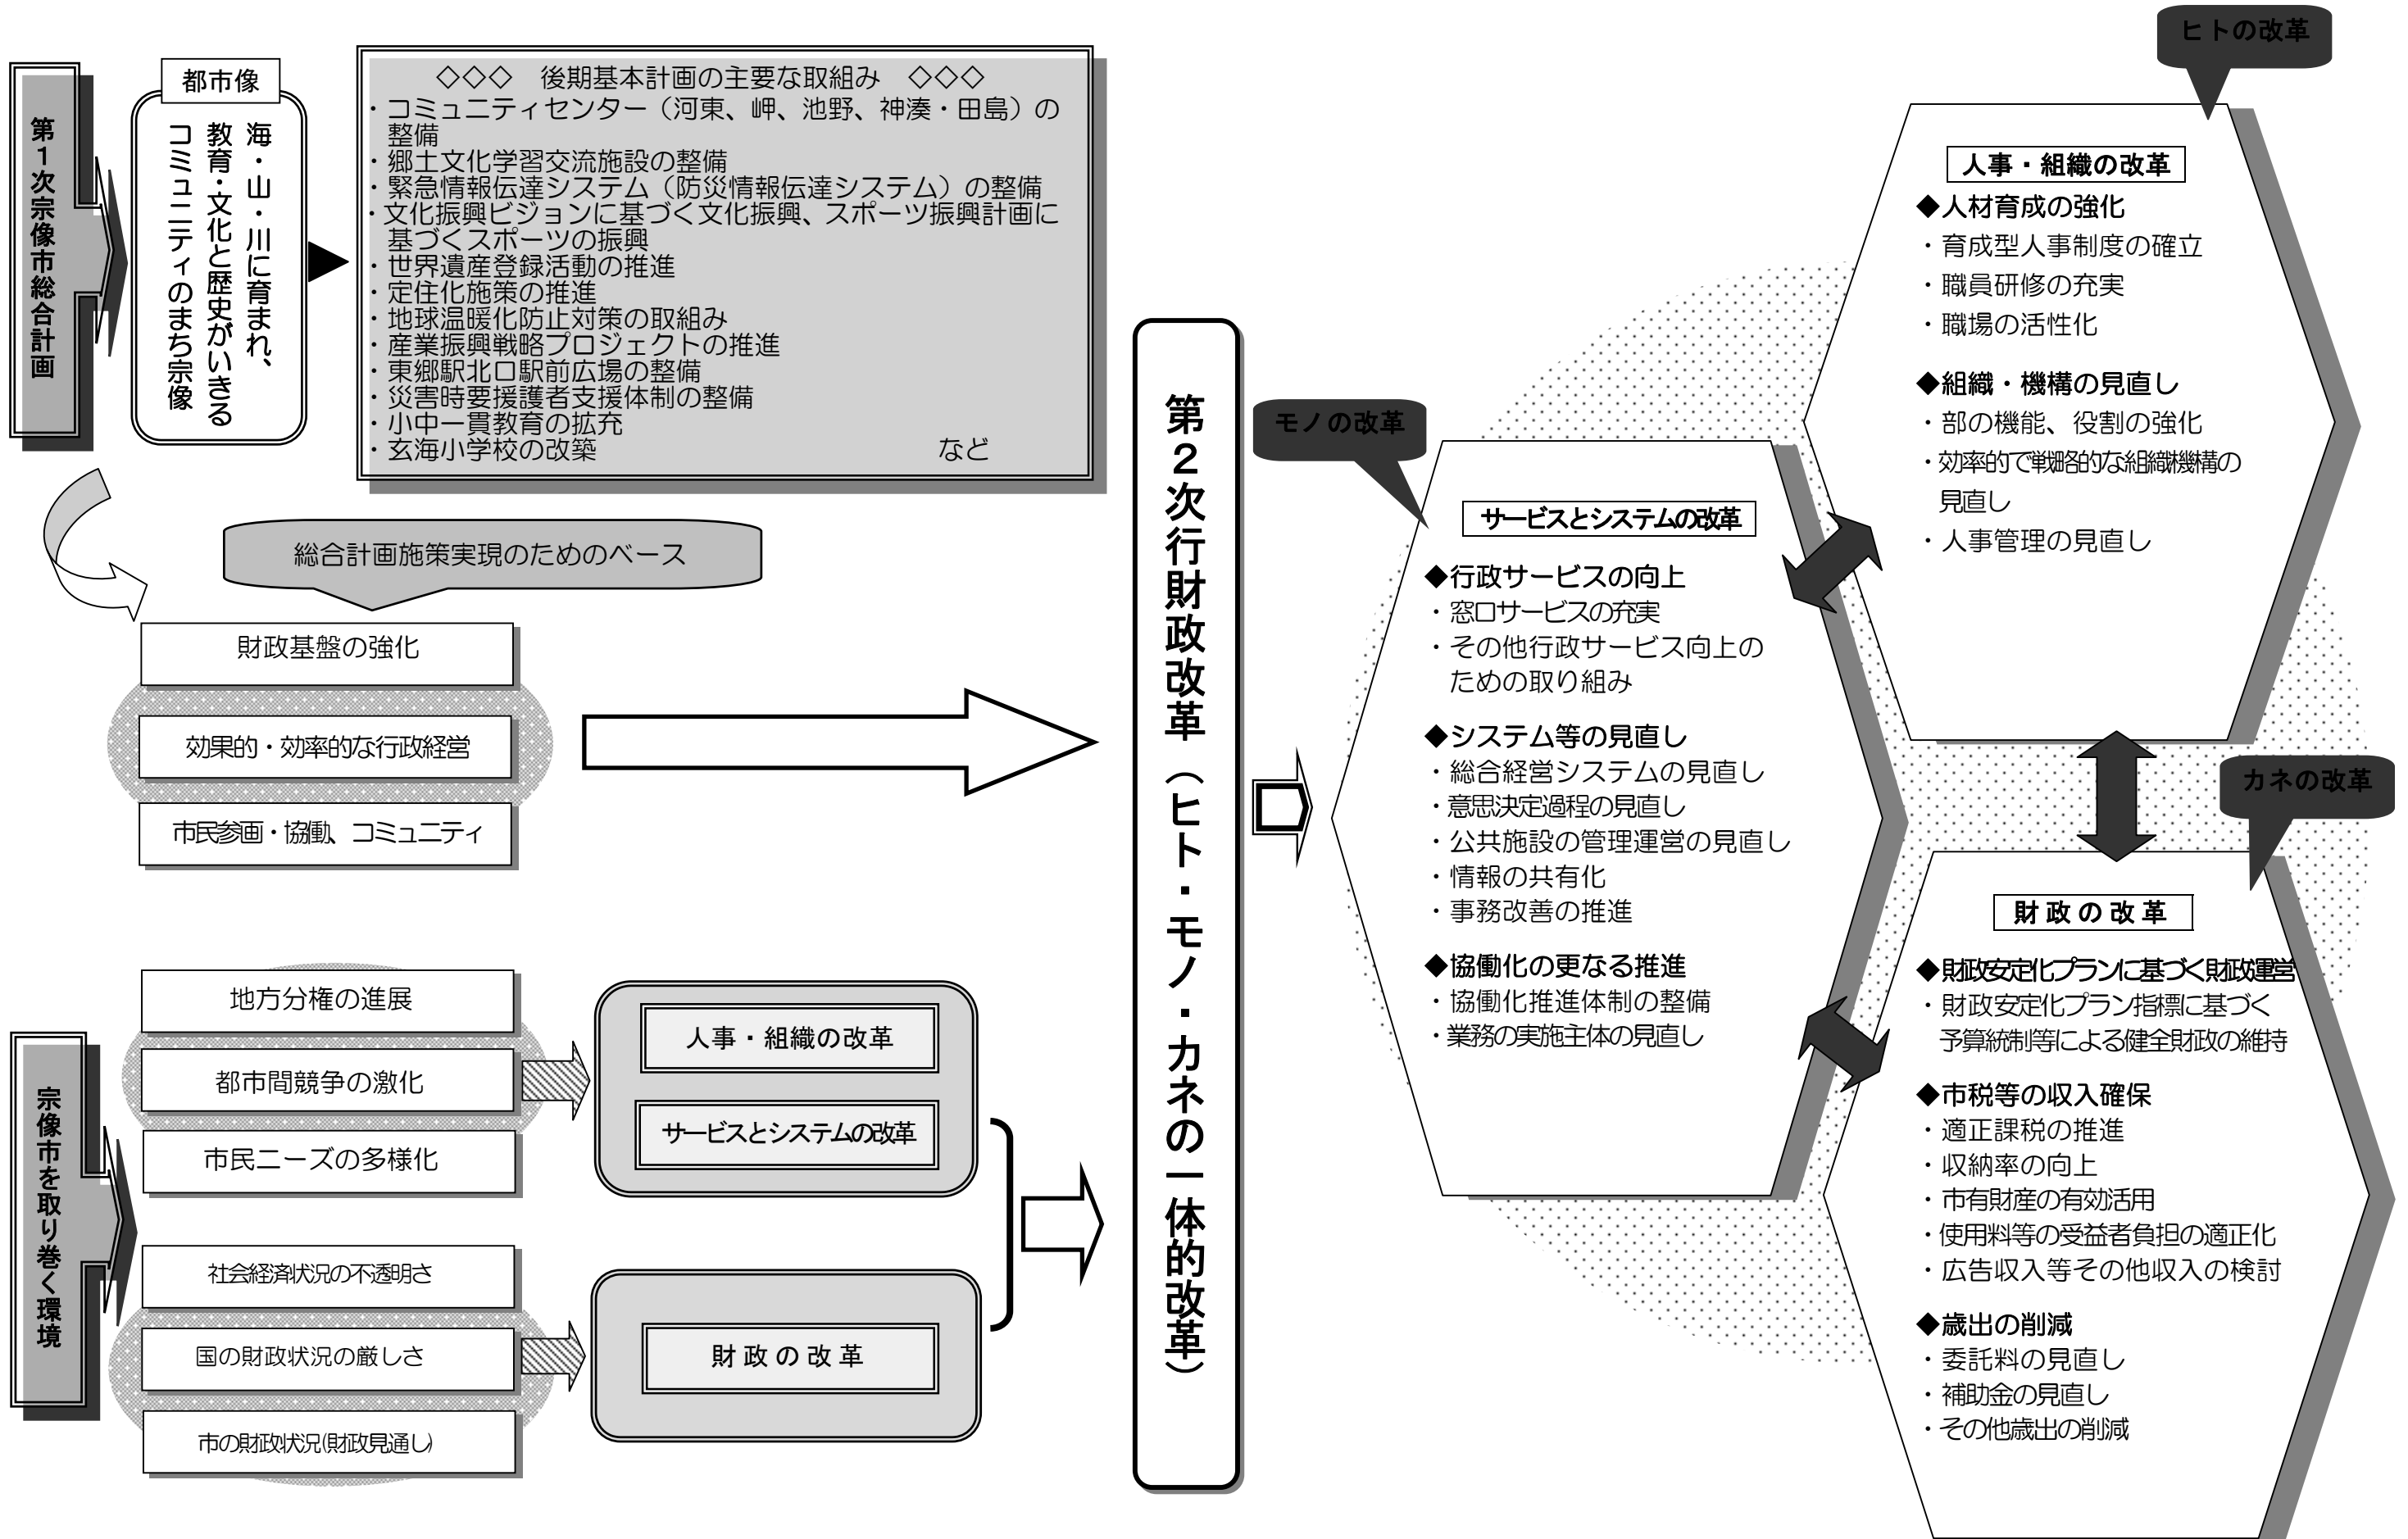 第１次宗像市総合計画
都市像
海・山・川に育まれ、
教育・文化と歴史がいきる
コミュニティのまち宗像
◇◇◇　後期基本計画の主要な取組み　◇◇◇
・コミュニティセンター（河東、岬、池野、神湊・田島）の
整備
・郷土文化学習交流施設の整備
・緊急情報伝達システム（防災情報伝達システム）の整備
・文化振興ビジョンに基づく文化振興、スポーツ振興計画に
基づくスポーツの振興
・世界遺産登録活動の推進
・定住化施策の推進
・地球温暖化防止対策の取組み
・産業振興戦略プロジェクトの推進
・東郷駅北口駅前広場の整備
・災害時要援護者支援体制の整備
・小中一貫教育の拡充
・玄海小学校の改築　　　　　　　　　　　　　など
総合計画施策実現のためのベース
財政基盤の強化
効果的・効率的な行政経営
市民参画・協働、コミュニティ
宗像市を取り巻く環境
地方分権の進展
都市間競争の激化
市民ニーズの多様化
社会経済状況の不透明さ
国の財政状況の厳しさ
市の財政状況(財政見通し)
人事・組織の改革
サービスとシステムの改革
財 政 の 改 革
第２次行財政改革（ヒト・モノ・カネの一体的改革）
モノの改革
サービスとシステムの改革
◆行政サービスの向上
・窓口サービスの充実
・その他行政サービス向上の
ための取り組み
◆システム等の見直し
・総合経営システムの見直し
・意思決定過程の見直し
・公共施設の管理運営の見直し
・情報の共有化
・事務改善の推進
◆協働化の更なる推進
・協働化推進体制の整備
・業務の実施主体の見直し
ヒトの改革
人事・組織の改革
◆人材育成の強化
・育成型人事制度の確立
・職員研修の充実
・職場の活性化
◆組織・機構の見直し
・部の機能、役割の強化
・効率的で戦略的な組織機構の
見直し
・人事管理の見直し
カネの改革
財 政 の 改 革
◆財政安定化プランに基づく財政運営
・財政安定化プラン指標に基づく
予算統制等による健全財政の維持
◆市税等の収入確保
・適正課税の推進
・収納率の向上
・市有財産の有効活用
・使用料等の受益者負担の適正化
・広告収入等その他収入の検討
◆歳出の削減
・委託料の見直し
・補助金の見直し
・その他歳出の削減